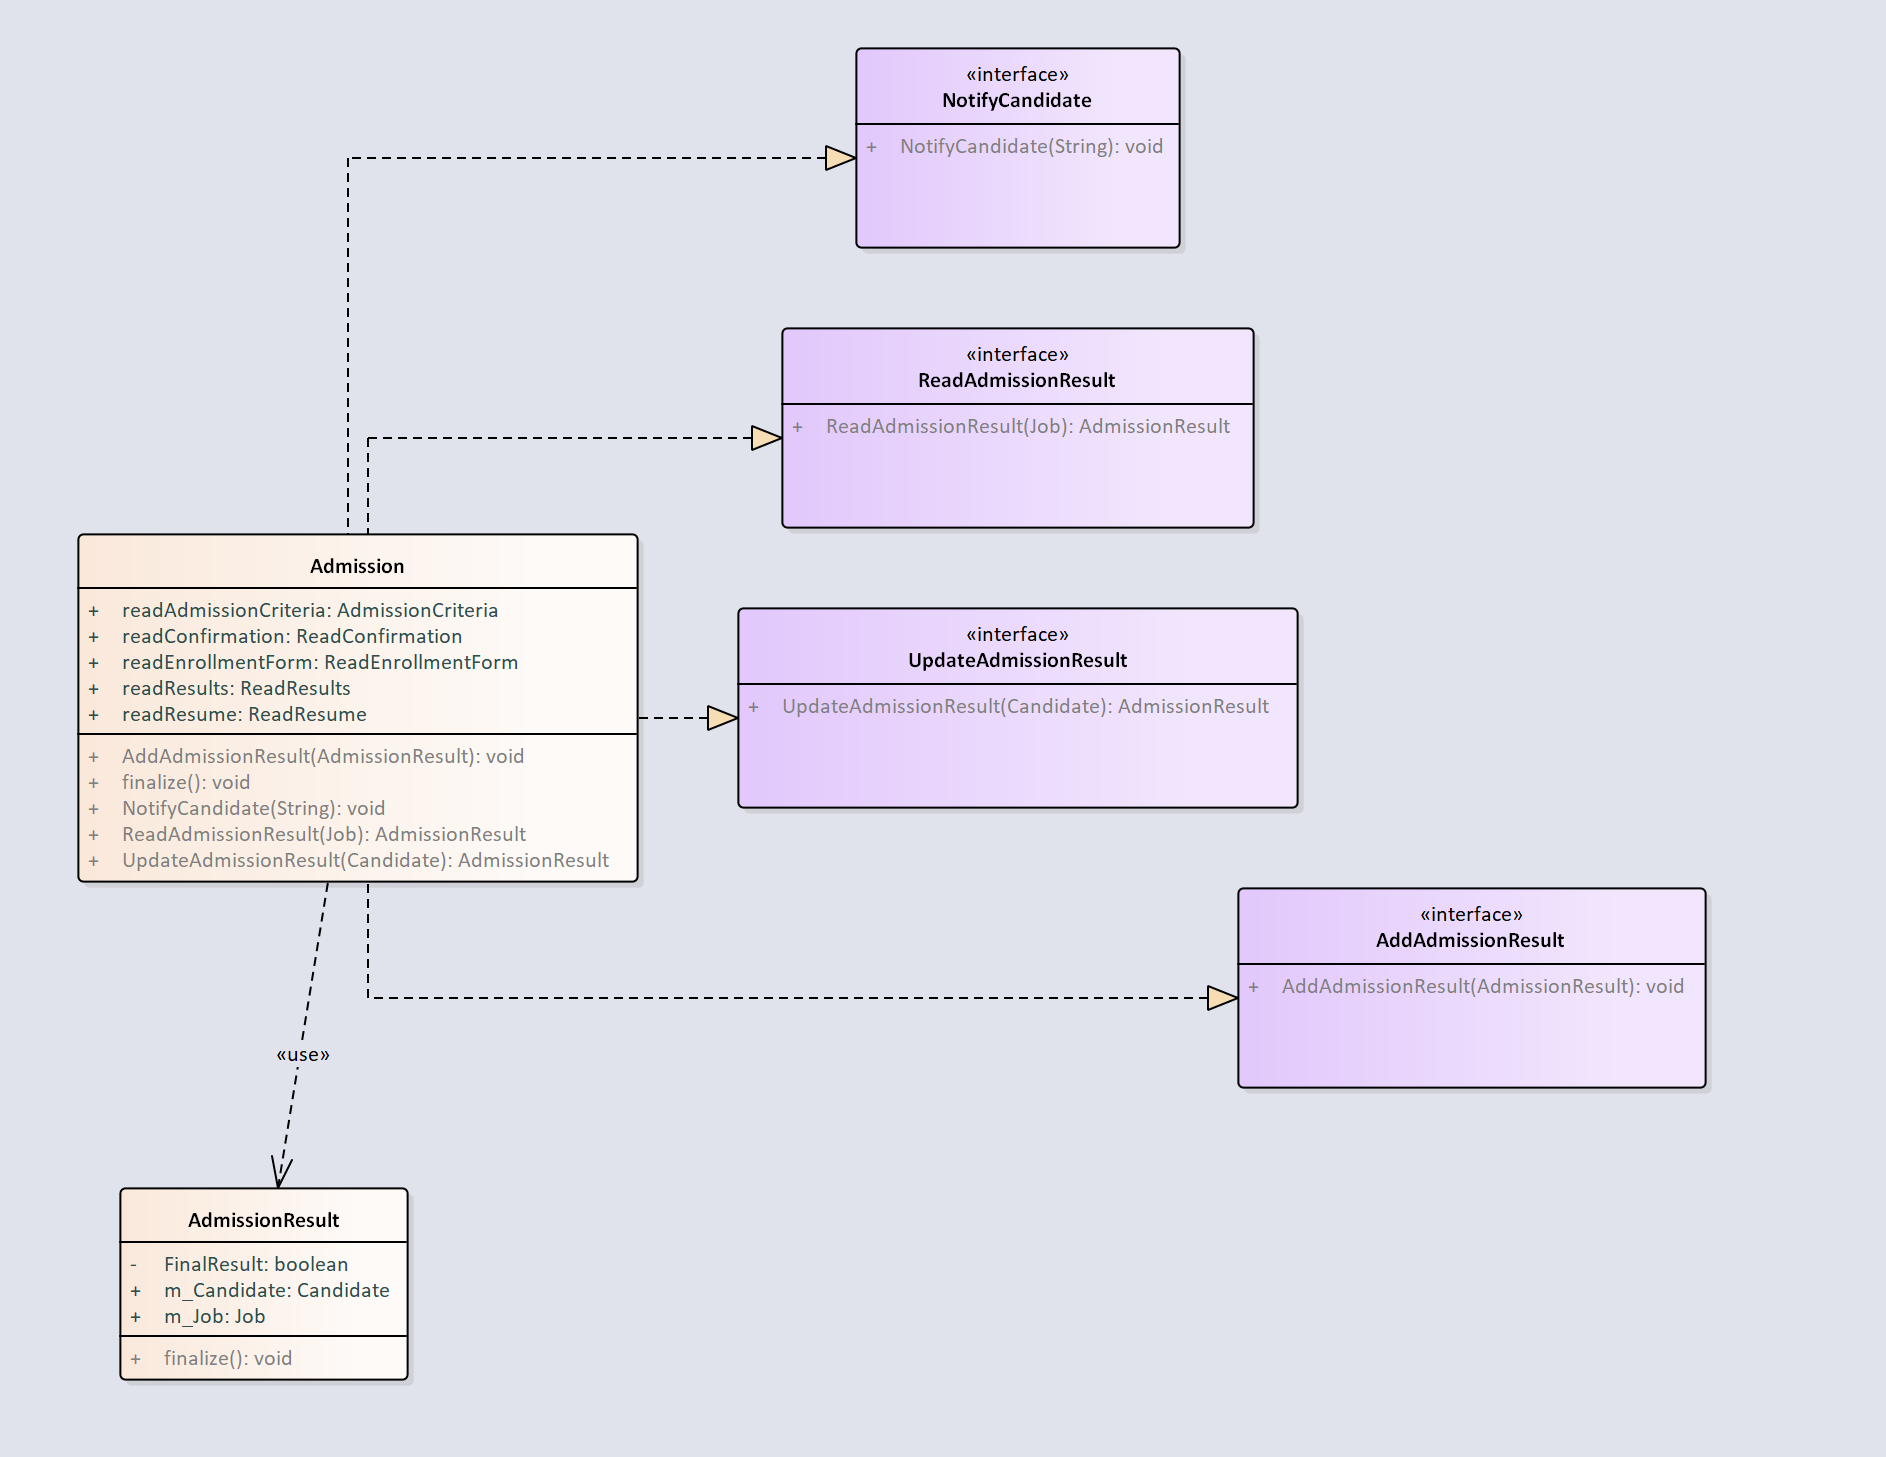 «interface»
NotifyCandidate
+ NotifyCandidate(String): void
«interface»
ReadAdmissionResult
+ ReadAdmissionResult(Job): AdmissionResult
Admission
+ readAdmissionCriteria: AdmissionCriteria
+ readConfirmation: ReadConfirmation
+ readEnrollmentForm: ReadEnrollmentForm
+ readResults: ReadResults
+ readResume: ReadResume
+ AddAdmissionResult(AdmissionResult): void
+ finalize(): void
+ NotifyCandidate(String): void
+ ReadAdmissionResult(Job): AdmissionResult
+ UpdateAdmissionResult(Candidate): AdmissionResult
«interface»
UpdateAdmissionResult
+ UpdateAdmissionResult(Candidate): AdmissionResult
«interface»
AddAdmissionResult
+ AddAdmissionResult(AdmissionResult): void
«use»
AdmissionResult
- FinalResult: boolean
+ m_Candidate: Candidate
+ m_Job: Job
+ finalize(): void